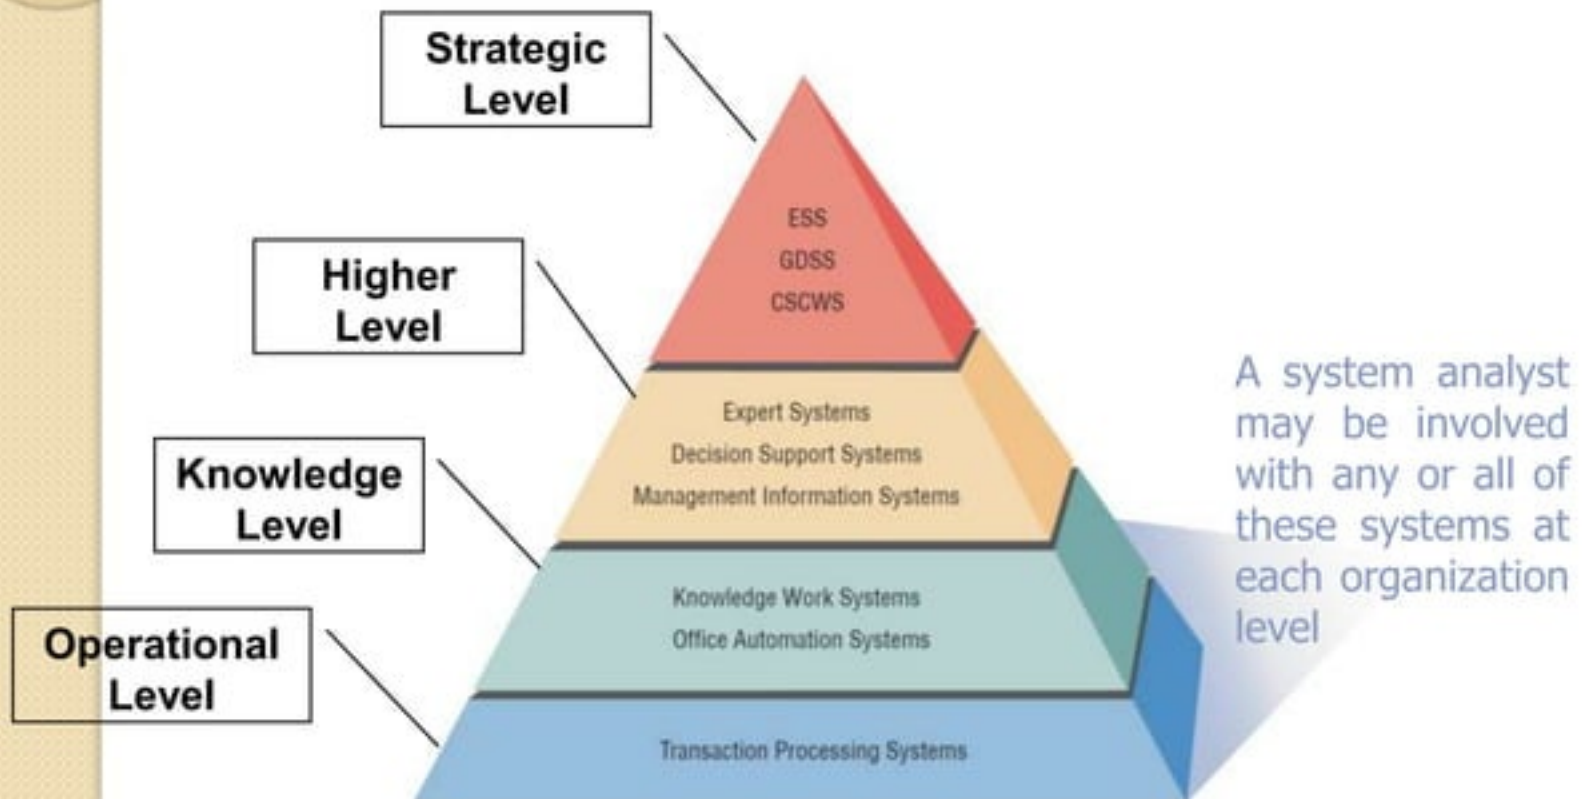 Strategic
Level
ESS
GDSS
CSCWS
Higher
Level
Expert Systems
Decision Support Systems
Management Information Systems
Knowledge
Level
Knowledge Work Systems
Office Automation Systems
Operational
Level
Transaction Processing Systems
A system analyst
may be involved
with any or all of
these systems at
each organization
level